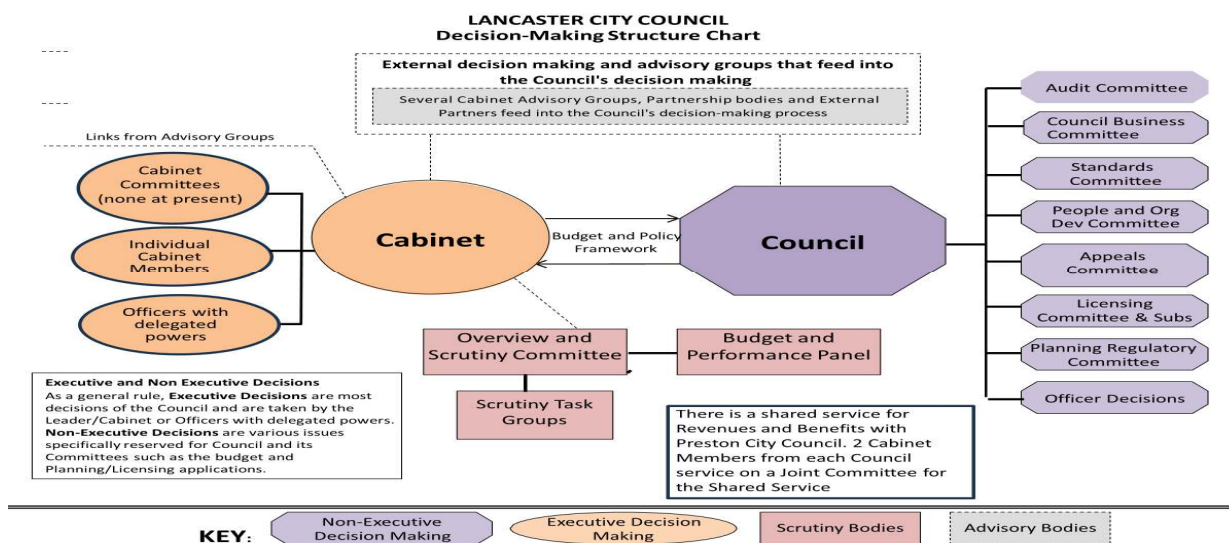 LANCASTER CITY COUNCIL
Decision-Making Structure Chart
External decision making and advisory groups that feed into
the Council's decision making
Several Cabinet Advisory Groups, Partnership bodies and External
Partners feed into the Council's decision-making process
Links from Advisory Groups
Cabinet
Committees
(none at present)
Individual
Cabinet
Members
Officers with
delegated
powers
Cabinet
Budget and Policy
Framework
Council
Audit Committee
Council Business
Committee
Standards
Committee
People and Org
Dev Committee
Appeals
Committee
Licensing
Committee & Subs
Planning Regulatory
Committee
Officer Decisions
Overview and
Scrutiny Committee
Budget and
Performance Panel
Scrutiny Task
Groups
Executive and Non Executive Decisions
As a general rule, Executive Decisions are most
decisions of the Council and are taken by the
Leader/Cabinet or Officers with delegated powers.
Non-Executive Decisions are various issues
specifically reserved for Council and its
Committees such as the budget and
Planning/Licensing applications.
There is a shared service for
Revenues and Benefits with
Preston City Council. 2 Cabinet
Members from each Council
service on a Joint Committee for
the Shared Service
KEY:
Non-Executive
Decision Making
Executive Decision
Making
Scrutiny Bodies
Advisory Bodies